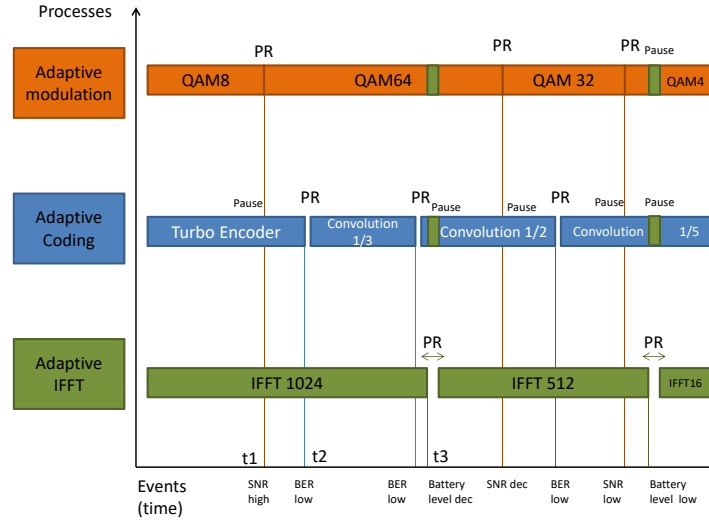 Processes
PR
PR
PR
Pause
Adaptive
modulation
QAM8
QAM64
QAM 32
QAM4
Pause
PR
PR
Pause
Pause
PR
Pause
Pause
Adaptive
Coding
Turbo Encoder
Convolution
1/3
Convolution 1/2
Convolution
1/5
PR
PR
Adaptive
IFFT
IFFT 1024
IFFT 512
IFFT16
t1
t2
t3
Events
(time)
SNR
high
BER
low
BER
low
Battery
level dec
SNR dec
BER
low
SNR
low
Battery
level low